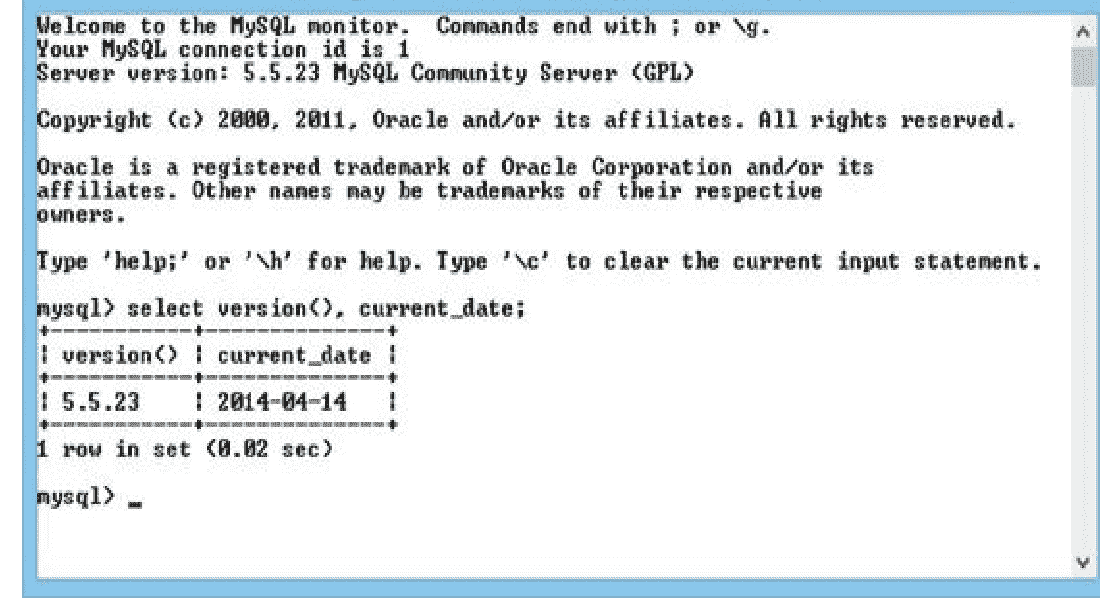 Welcome to the MySQL monitor.  Commands end with ; or \g.
Your MySQL connection id is 1
Server version: 5.5.23 MySQL Community Server (GPL)
Copyright (c) 2000, 2011, Oracle and/or its affiliates. All rights reserved.
Oracle is a registered trademark of Oracle Corporation and/or its
affiliates. Other names may be trademarks of their respective
owners.
Type 'help;' or '\h' for help. Type '\c' to clear the current input statement.
mysql> select version(), current_date;
+-----------+--------------+
| version() | current_date |
+-----------+--------------+
| 5.5.23    | 2014-04-14   |
+-----------+--------------+
1 row in set (0.02 sec)
mysql> _